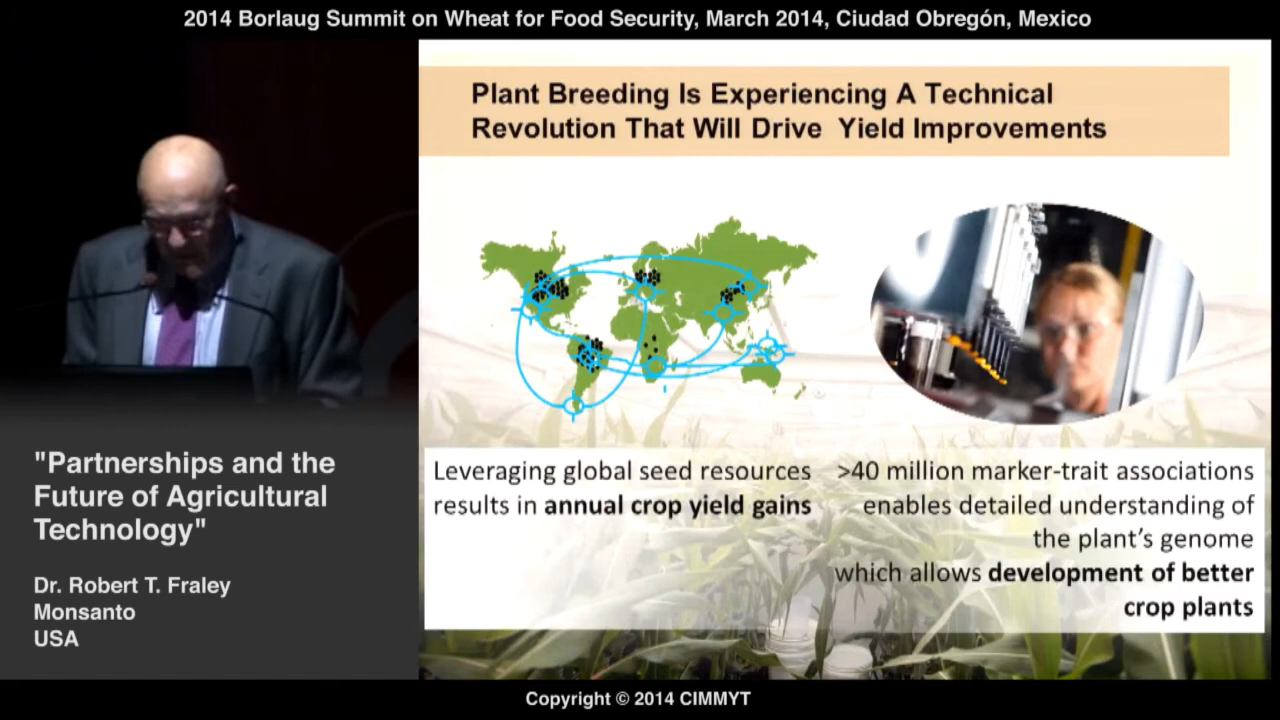 2014 Borlaug Summit on Wheat for Food Security, March 2014, Ciudad Obregón, Mexico
Plant Breeding Is Experiencing A Technical
Revolution That Will Drive Yield Improvements
Leveraging global seed resources
results in annual crop yield gains
>40 million marker-trait associations
enables detailed understanding of
the plant's genome
which allows development of better
crop plants
"Partnerships and the
Future of Agricultural
Technology"
Dr. Robert T. Fraley
Monsanto
USA
Copyright © 2014 CIMMYT